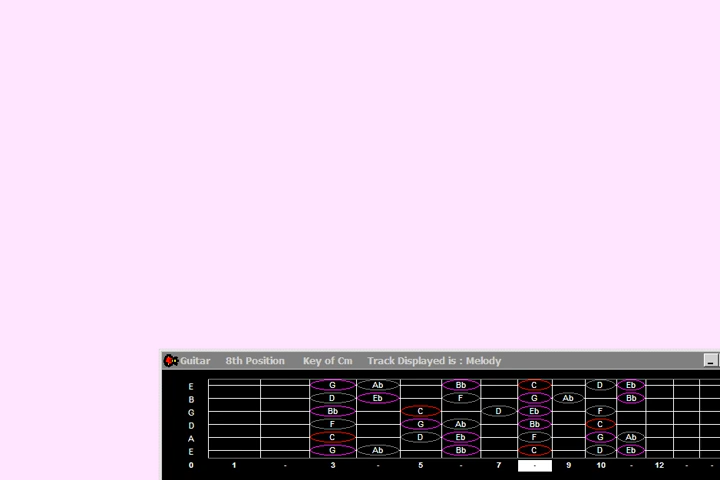 Guitar 8th Position Key of Cm Track Displayed is : Melody
E G Ab Bb C D Eb
B D Eb F G Ab Bb
G Bb C D Eb F
D F G Ab Bb C
A C D Eb F G Ab
E G Ab Bb C D Eb
0 1 - 3 - 5 - 7 - 9 10 - 12 - -